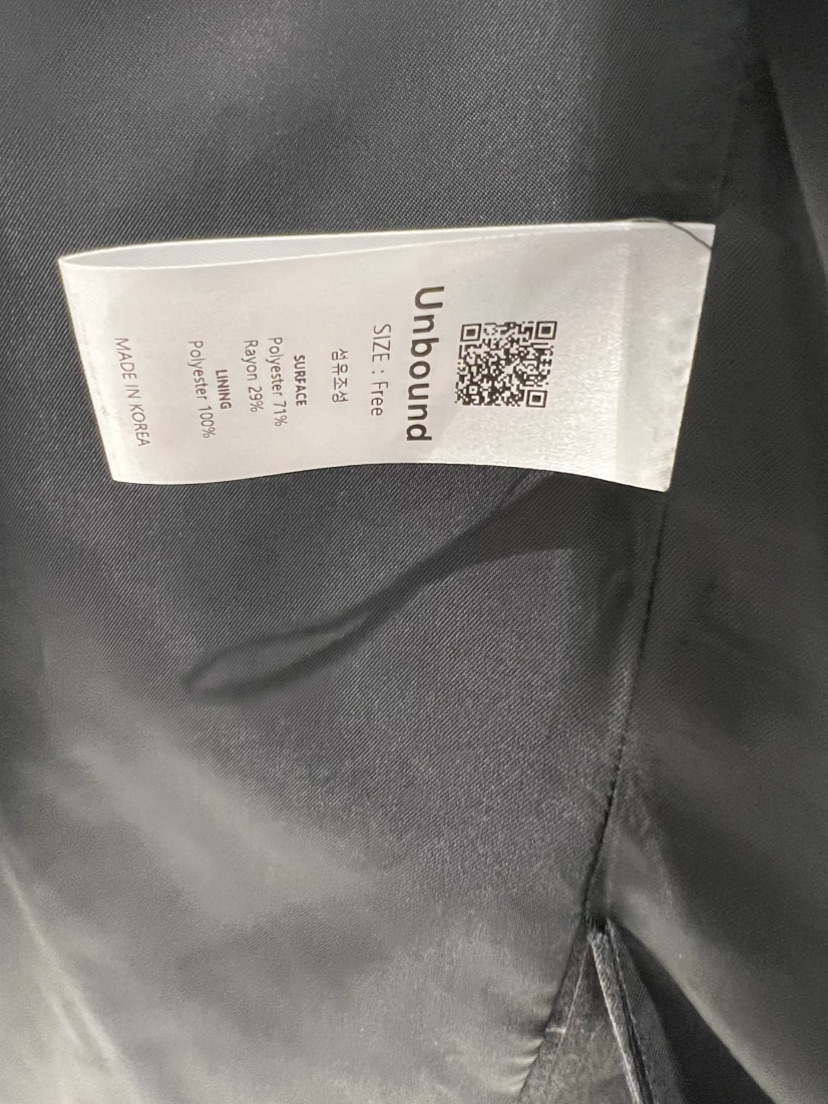 Unbound
SIZE : Free
섬유조성
SURFACE
Polyester 71%
Rayon 29%
LINING
Polyester 100%
MADE IN KOREA